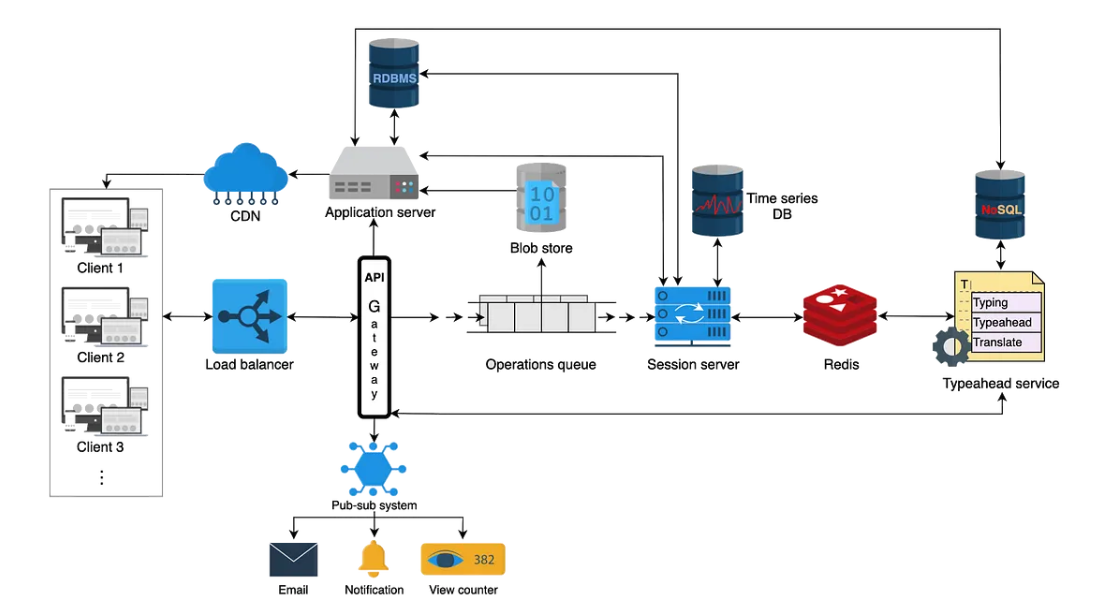 RDBMS
Application server
CDN
10
01
Blob store
Time series
DB
NoSQL
Client 1
Client 2
Client 3
Load balancer
API
Gateway
Operations queue
Session server
Redis
T
Typing
Typeahead
Translate
Typeahead service
Pub-sub system
382
Email
Notification
View counter